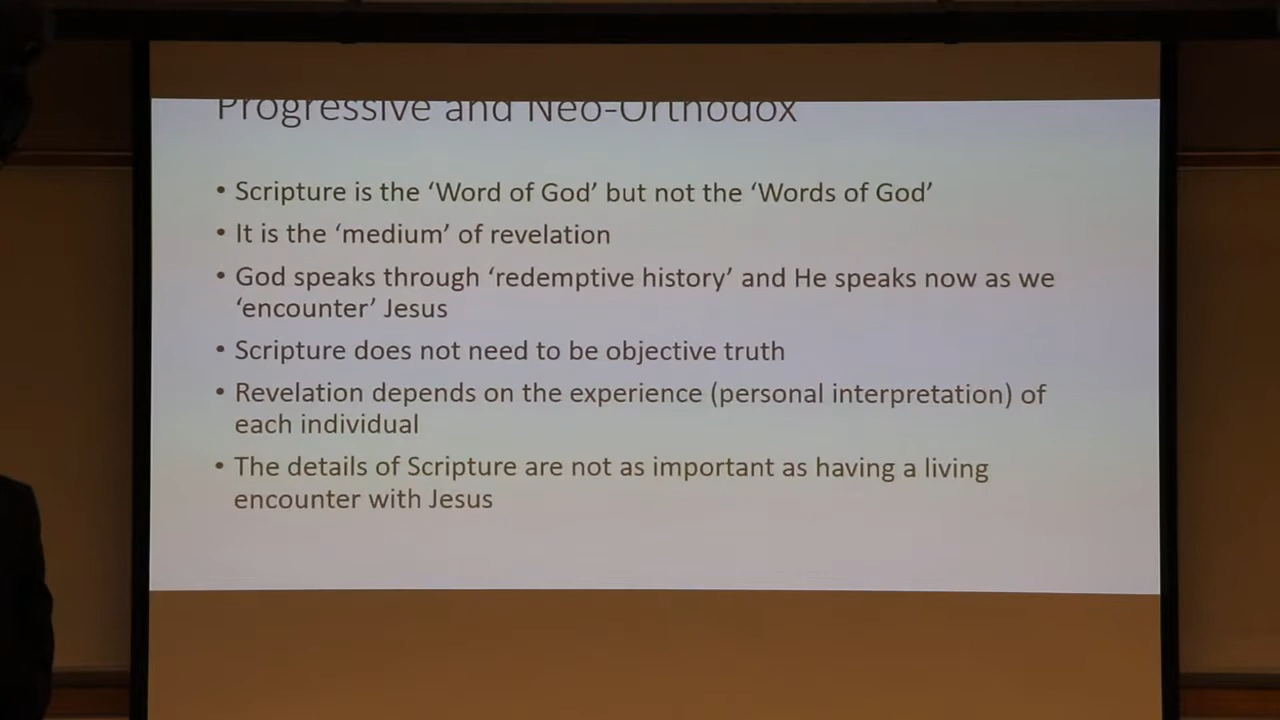 Progressive and Neo-Orthodox
• Scripture is the ‘Word of God’ but not the ‘Words of God’
• It is the ‘medium’ of revelation
• God speaks through ‘redemptive history’ and He speaks now as we
‘encounter’ Jesus
• Scripture does not need to be objective truth
• Revelation depends on the experience (personal interpretation) of
each individual
• The details of Scripture are not as important as having a living
encounter with Jesus